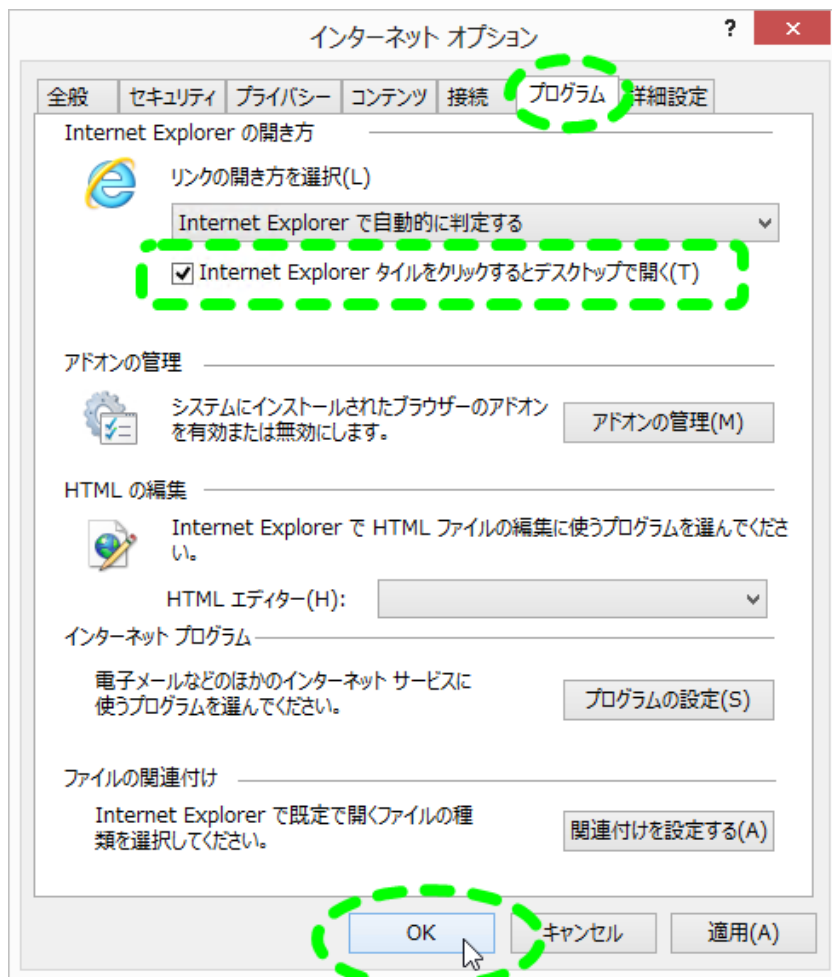 インターネット オプション
? ×
全般 セキュリティ プライバシー コンテンツ 接続 プログラム 詳細設定
Internet Explorer の開き方
リンクの開き方を選択(L)
Internet Explorer で自動的に判定する
Internet Explorer タイルをクリックするとデスクトップで開く(T)
アドオンの管理
システムにインストールされたブラウザーのアドオン
を有効または無効にします。
アドオンの管理(M)
HTML の編集
Internet Explorer で HTML ファイルの編集に使うプログラムを選んでくださ
い。
HTML エディター(H):
インターネット プログラム
電子メールなどのほかのインターネット サービスに
使うプログラムを選んでください。
プログラムの設定(S)
ファイルの関連付け
Internet Explorer で既定で開くファイルの種
類を選択してください。
関連付けを設定する(A)
OK キャンセル 適用(A)